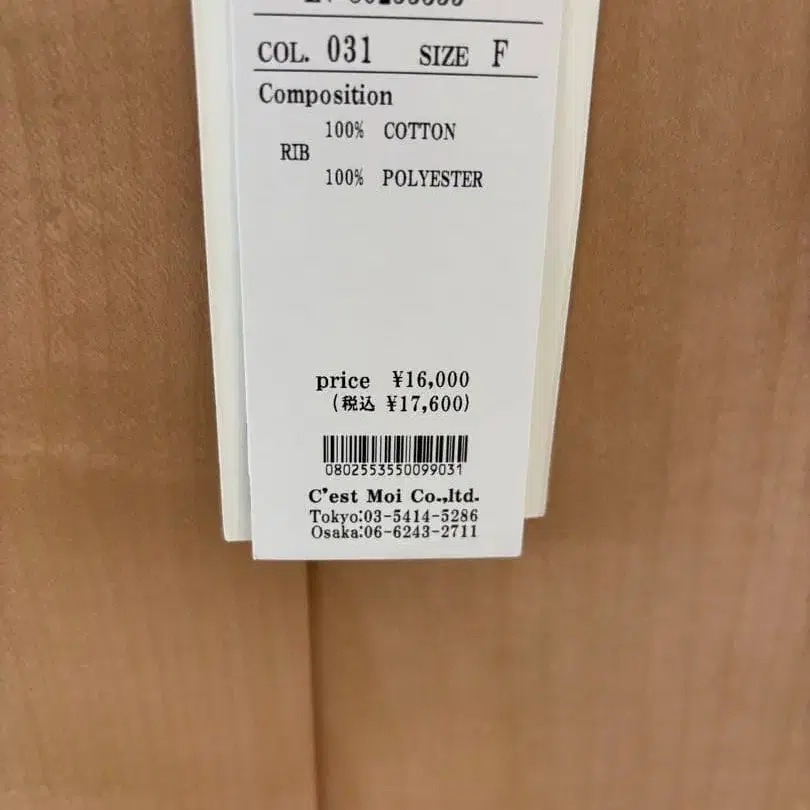 COL. 031 SIZE F
Composition
100% COTTON
RIB
100% POLYESTER
price ¥16,000
(税込 ¥17,600)
0802553550099031
C'est Moi Co.,ltd.
Tokyo:03-5414-5286
Osaka:06-6243-2711